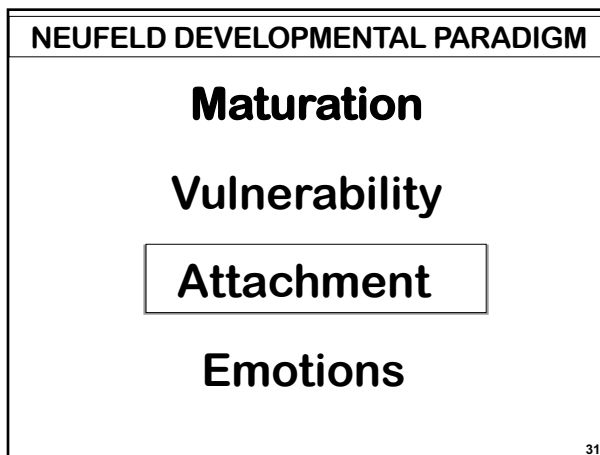 NEUFELD DEVELOPMENTAL PARADIGM
Maturation
Vulnerability
Attachment
Emotions
31